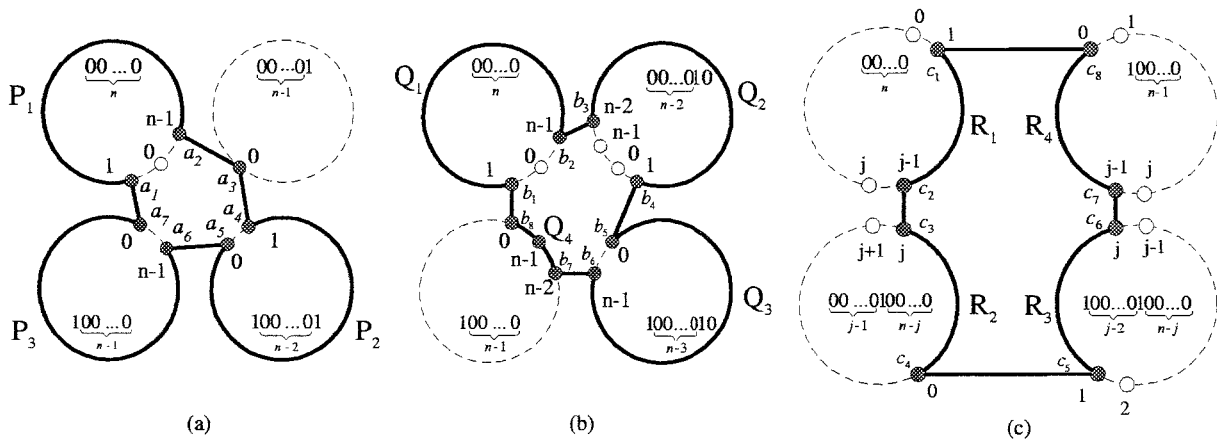 00 ...0
n
P1
n-1
0
a2
1
a1
00 ...01
n-1
0
a3
a7
0
a6
n-1
a4
a5
0
1
P3
100 ...0
n-1
100 ...01
n-2
P2
(a)
Q1
00 ...0
n
n-1
0
b2
1
b1
b3
n-2
n-1
0
1
b4
00 ...010
n-2
Q2
b8
0
Q4
n-1
b7
n-2
b5
0
b6
n-1
100 ...0
n-1
100 ...010
n-3
Q3
(b)
0
1
0
1
c1
c8
00 ...0
n
100 ...0
n-1
R1
R4
j
j-1
c2
j-1
j
c7
j+1
j
c3
c6
j
j-1
00 ...01 00 ...0
j-1
n-j
R2
R3
100 ...01 00 ...0
j-2
n-j
c4
0
c5
1
2
(c)